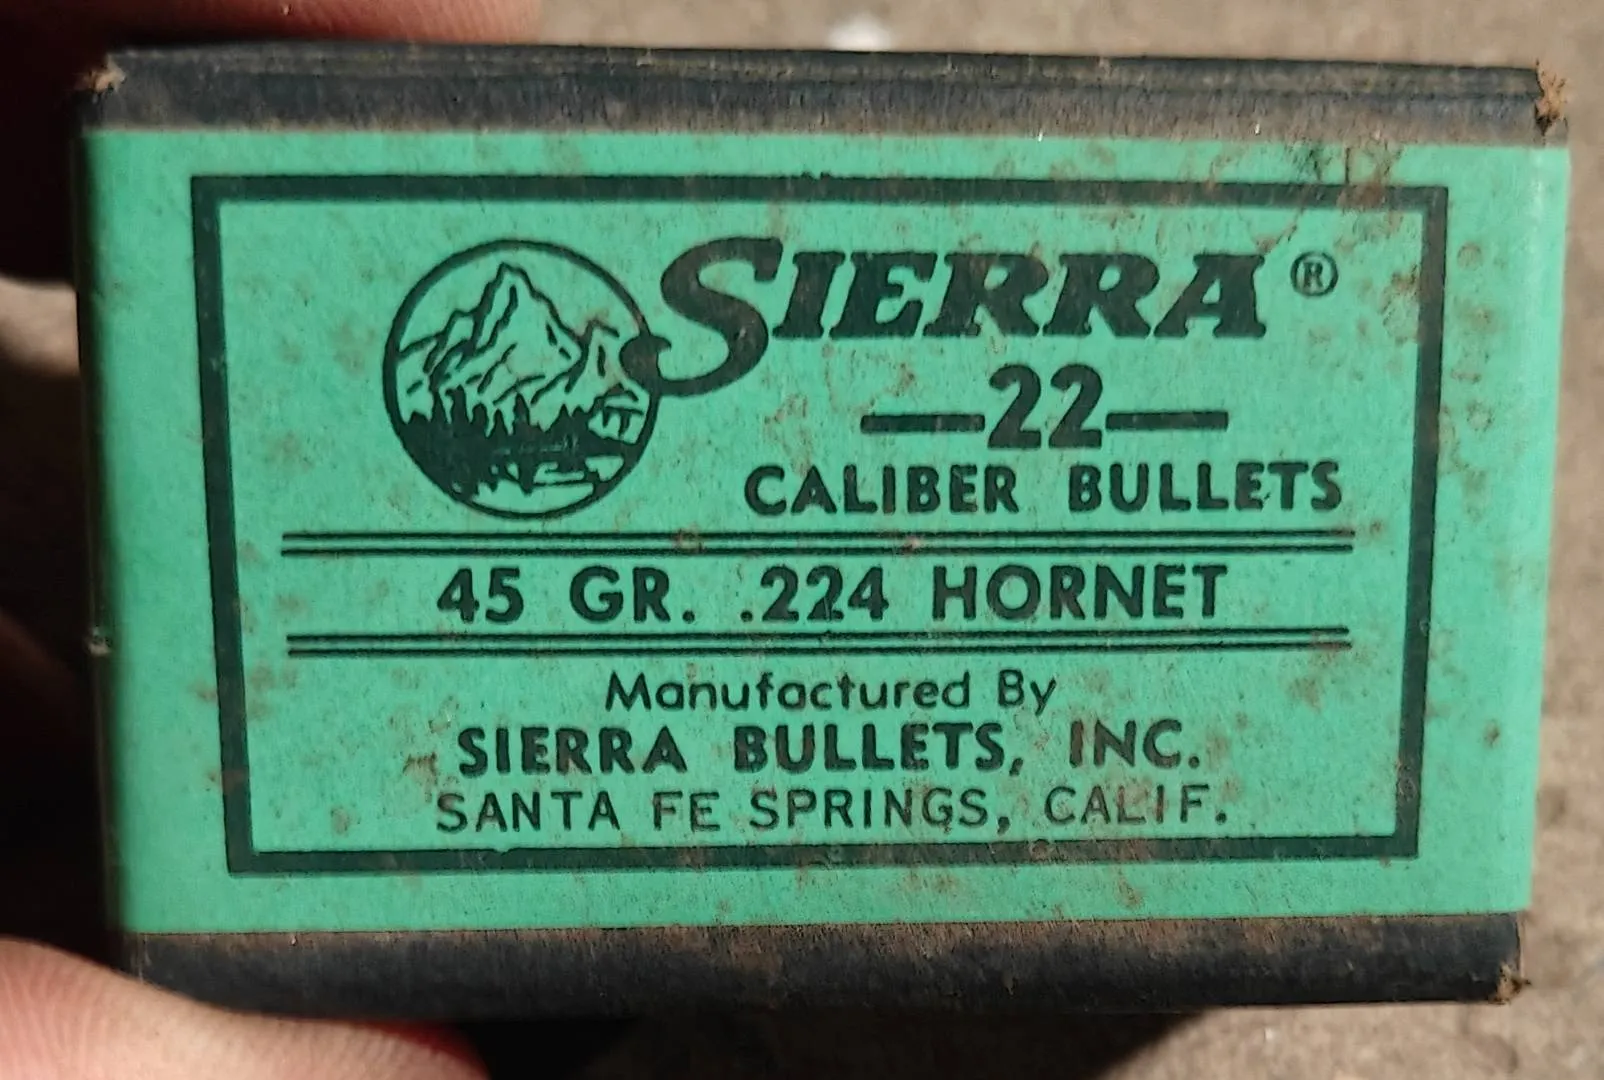 SIERRA®
—22—
CALIBER BULLETS
45 GR. .224 HORNET
Manufactured By
SIERRA BULLETS, INC.
SANTA FE SPRINGS, CALIF.